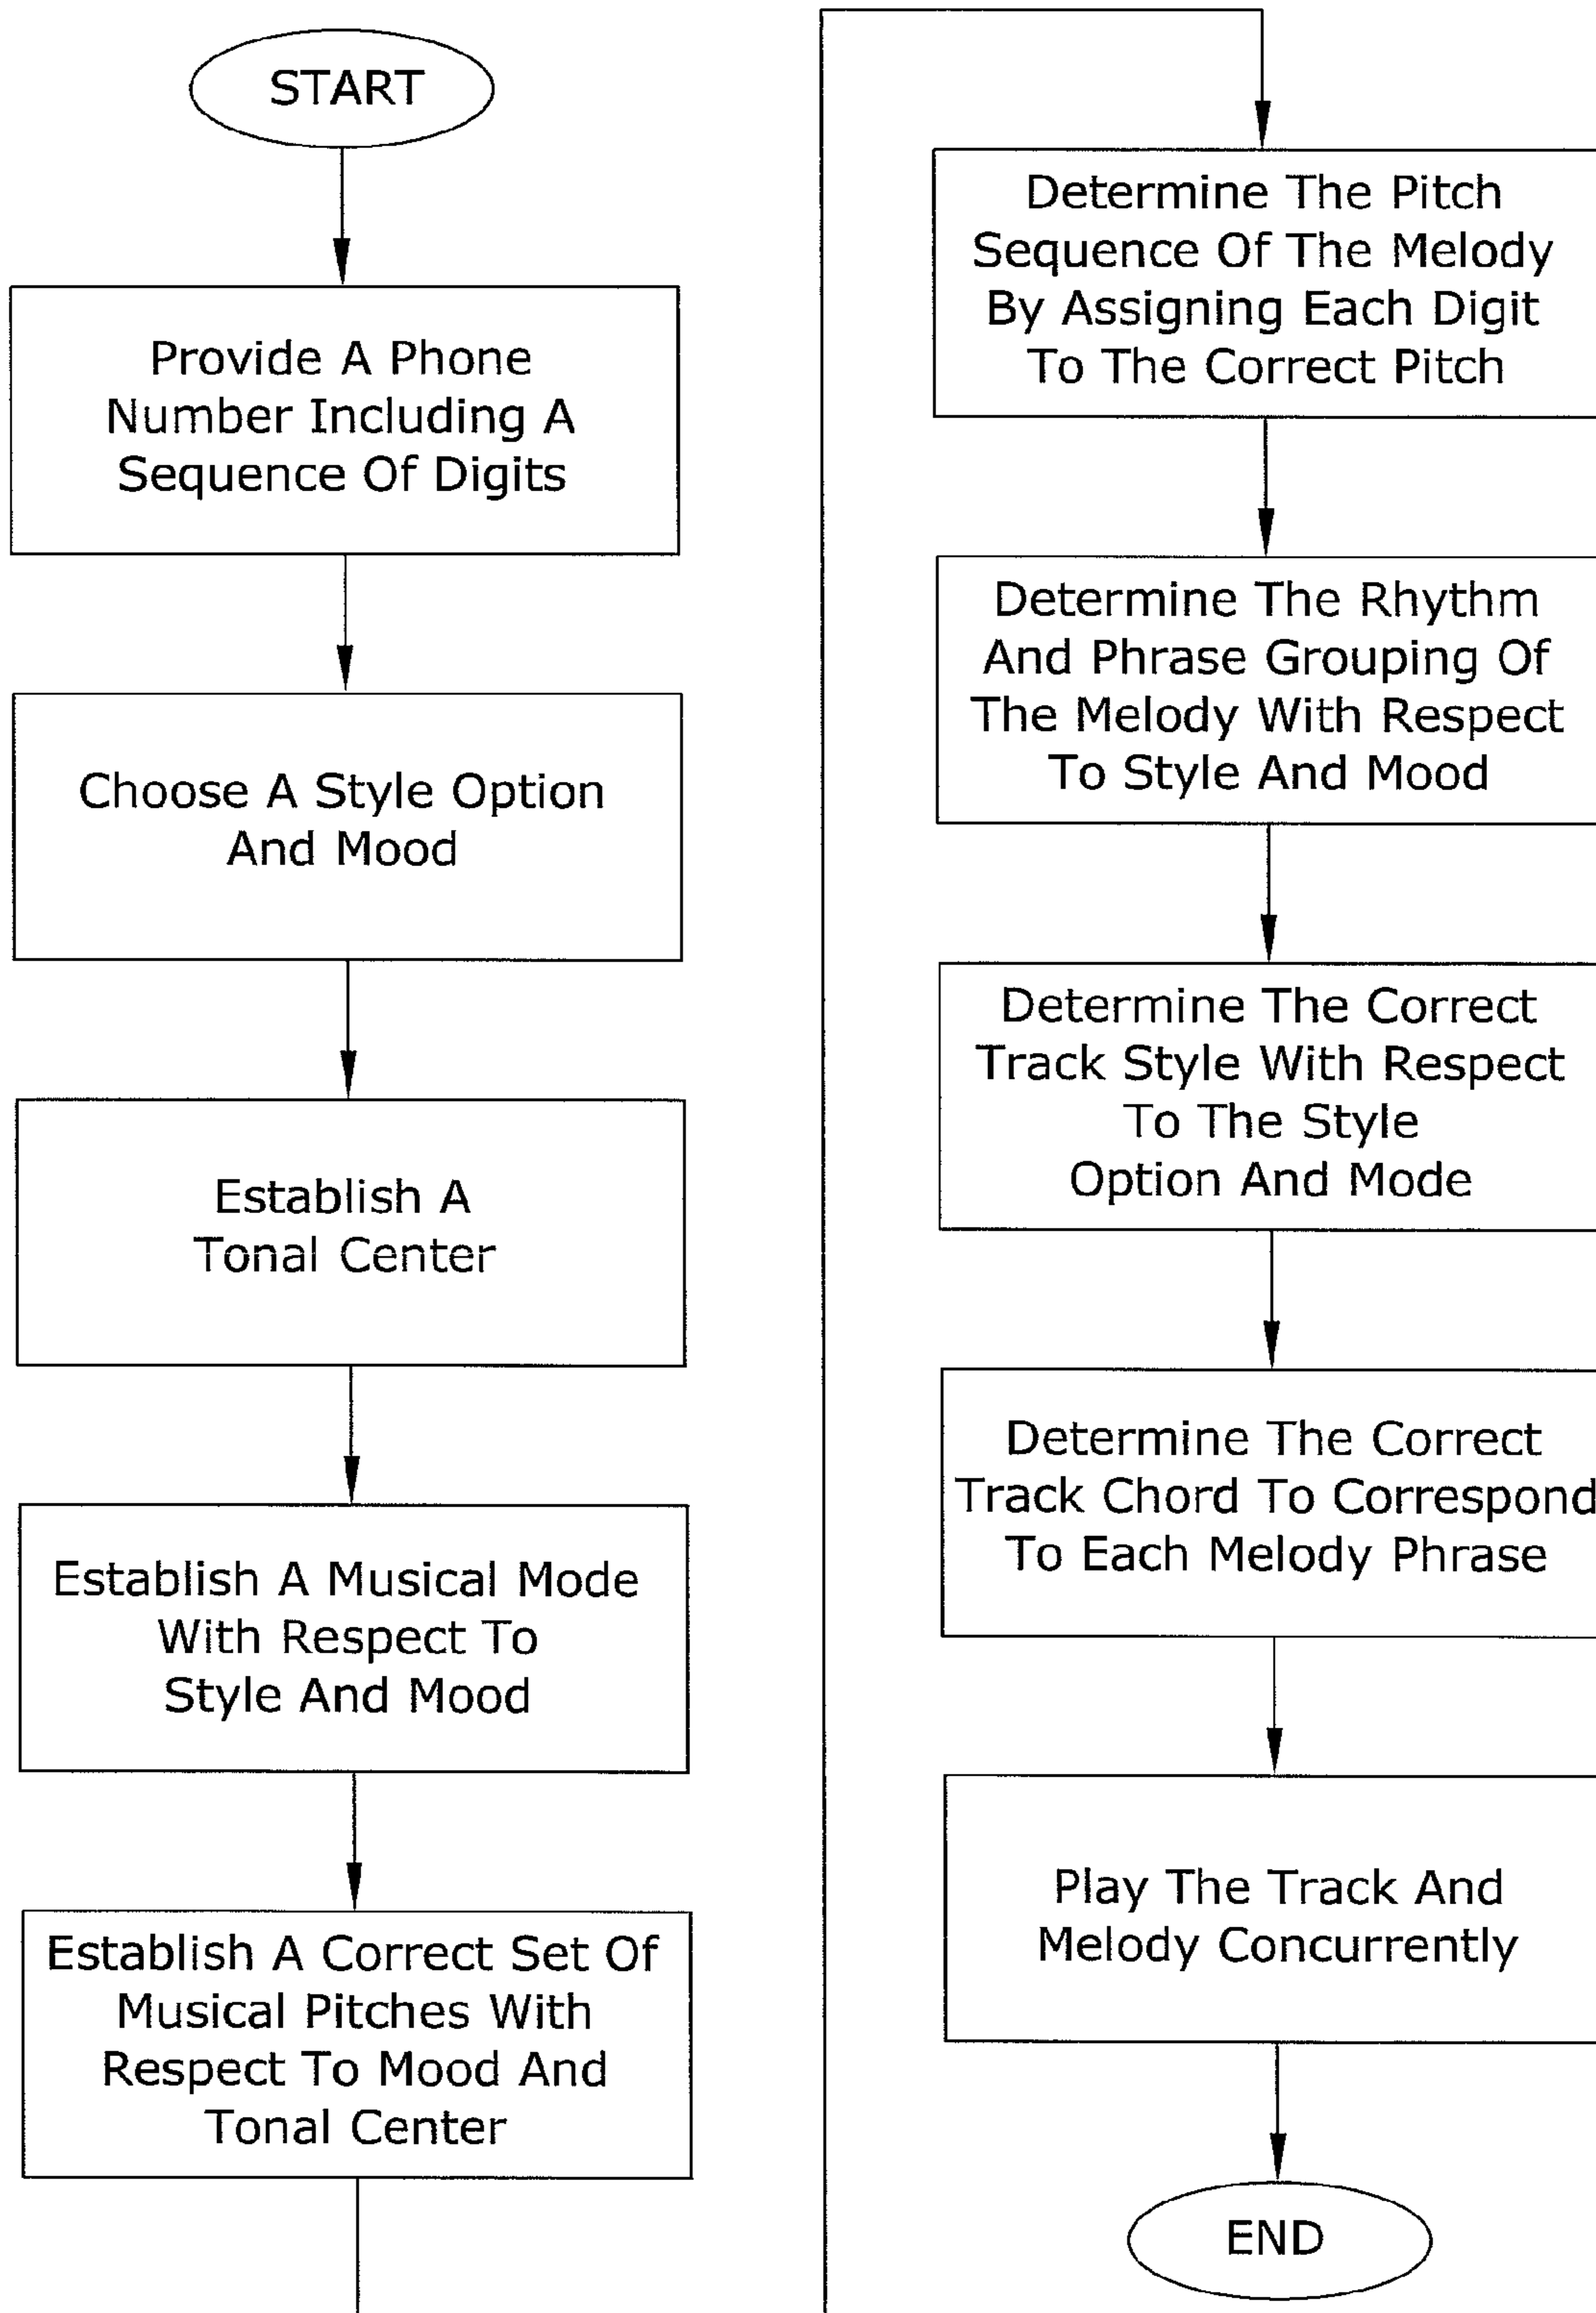 START
Provide A Phone
Number Including A
Sequence Of Digits
Choose A Style Option
And Mood
Establish A
Tonal Center
Establish A Musical Mode
With Respect To
Style And Mood
Establish A Correct Set Of
Musical Pitches With
Respect To Mood And
Tonal Center
Determine The Pitch
Sequence Of The Melody
By Assigning Each Digit
To The Correct Pitch
Determine The Rhythm
And Phrase Grouping Of
The Melody With Respect
To Style And Mood
Determine The Correct
Track Style With Respect
To The Style
Option And Mode
Determine The Correct
Track Chord To Correspond
To Each Melody Phrase
Play The Track And
Melody Concurrently
END